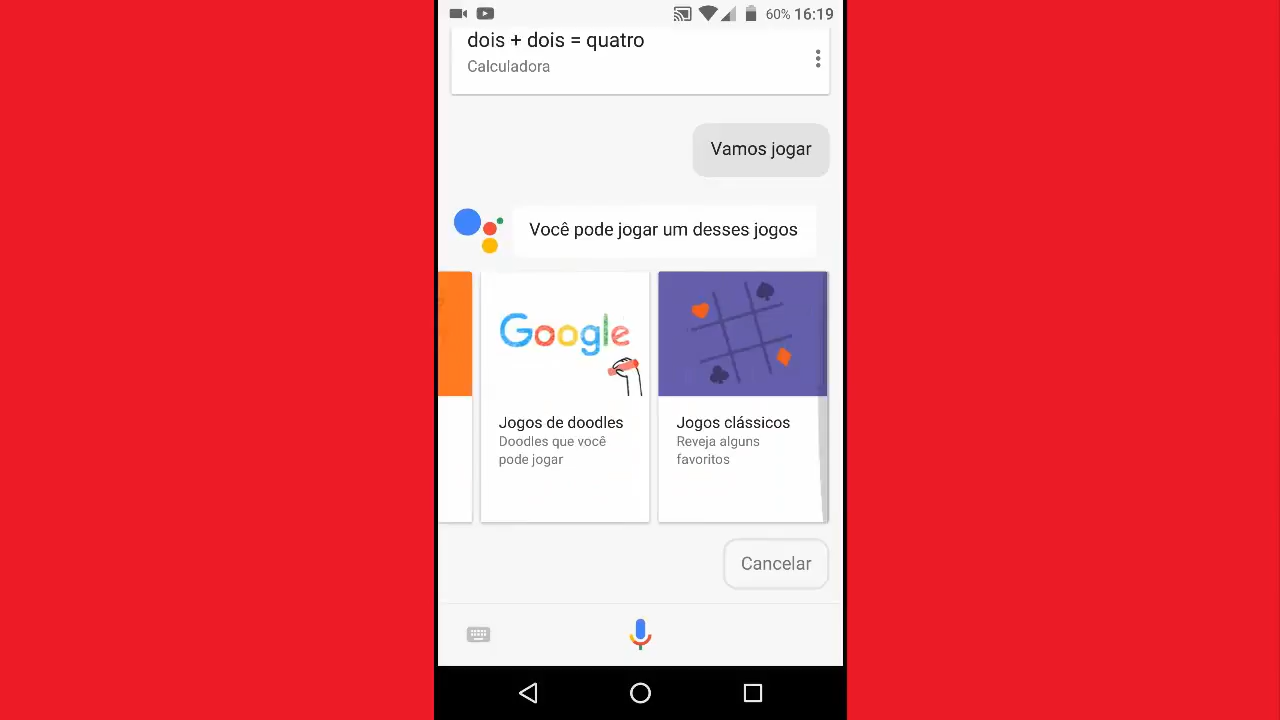 60% 16:19
dois + dois = quatro
Calculadora
Vamos jogar
Você pode jogar um desses jogos
Google
Jogos de doodles
Doodles que você
pode jogar
Jogos clássicos
Reveja alguns
favoritos
Cancelar